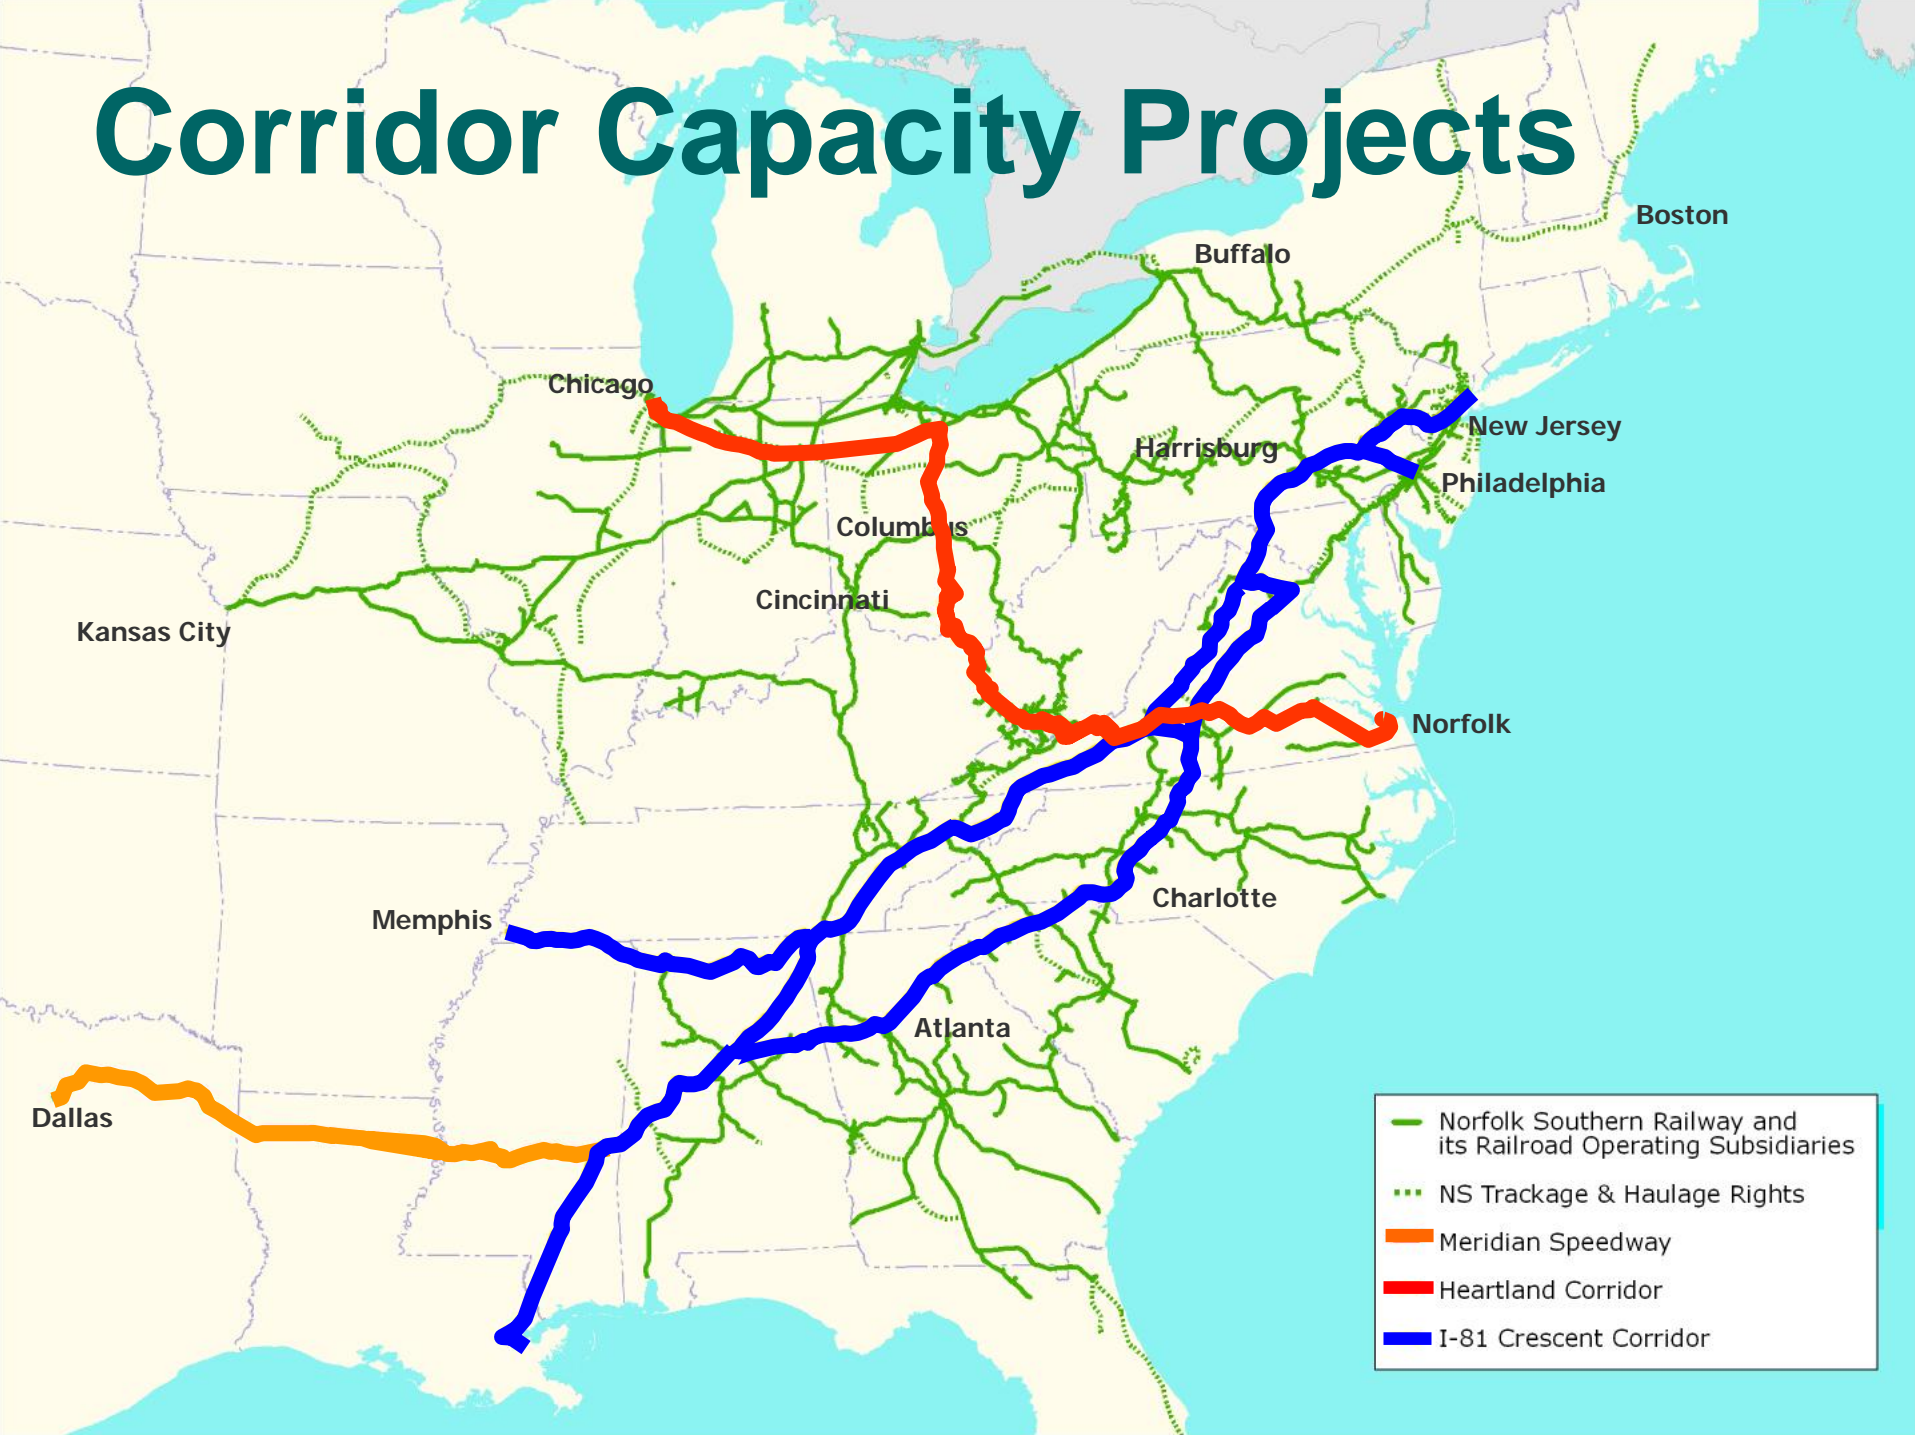 Corridor Capacity Projects
Boston
Buffalo
Chicago
New Jersey
Harrisburg
Philadelphia
Columbus
Cincinnati
Kansas City
Norfolk
Charlotte
Memphis
Atlanta
Dallas
Norfolk Southern Railway and
its Railroad Operating Subsidiaries
NS Trackage & Haulage Rights
Meridian Speedway
Heartland Corridor
I-81 Crescent Corridor